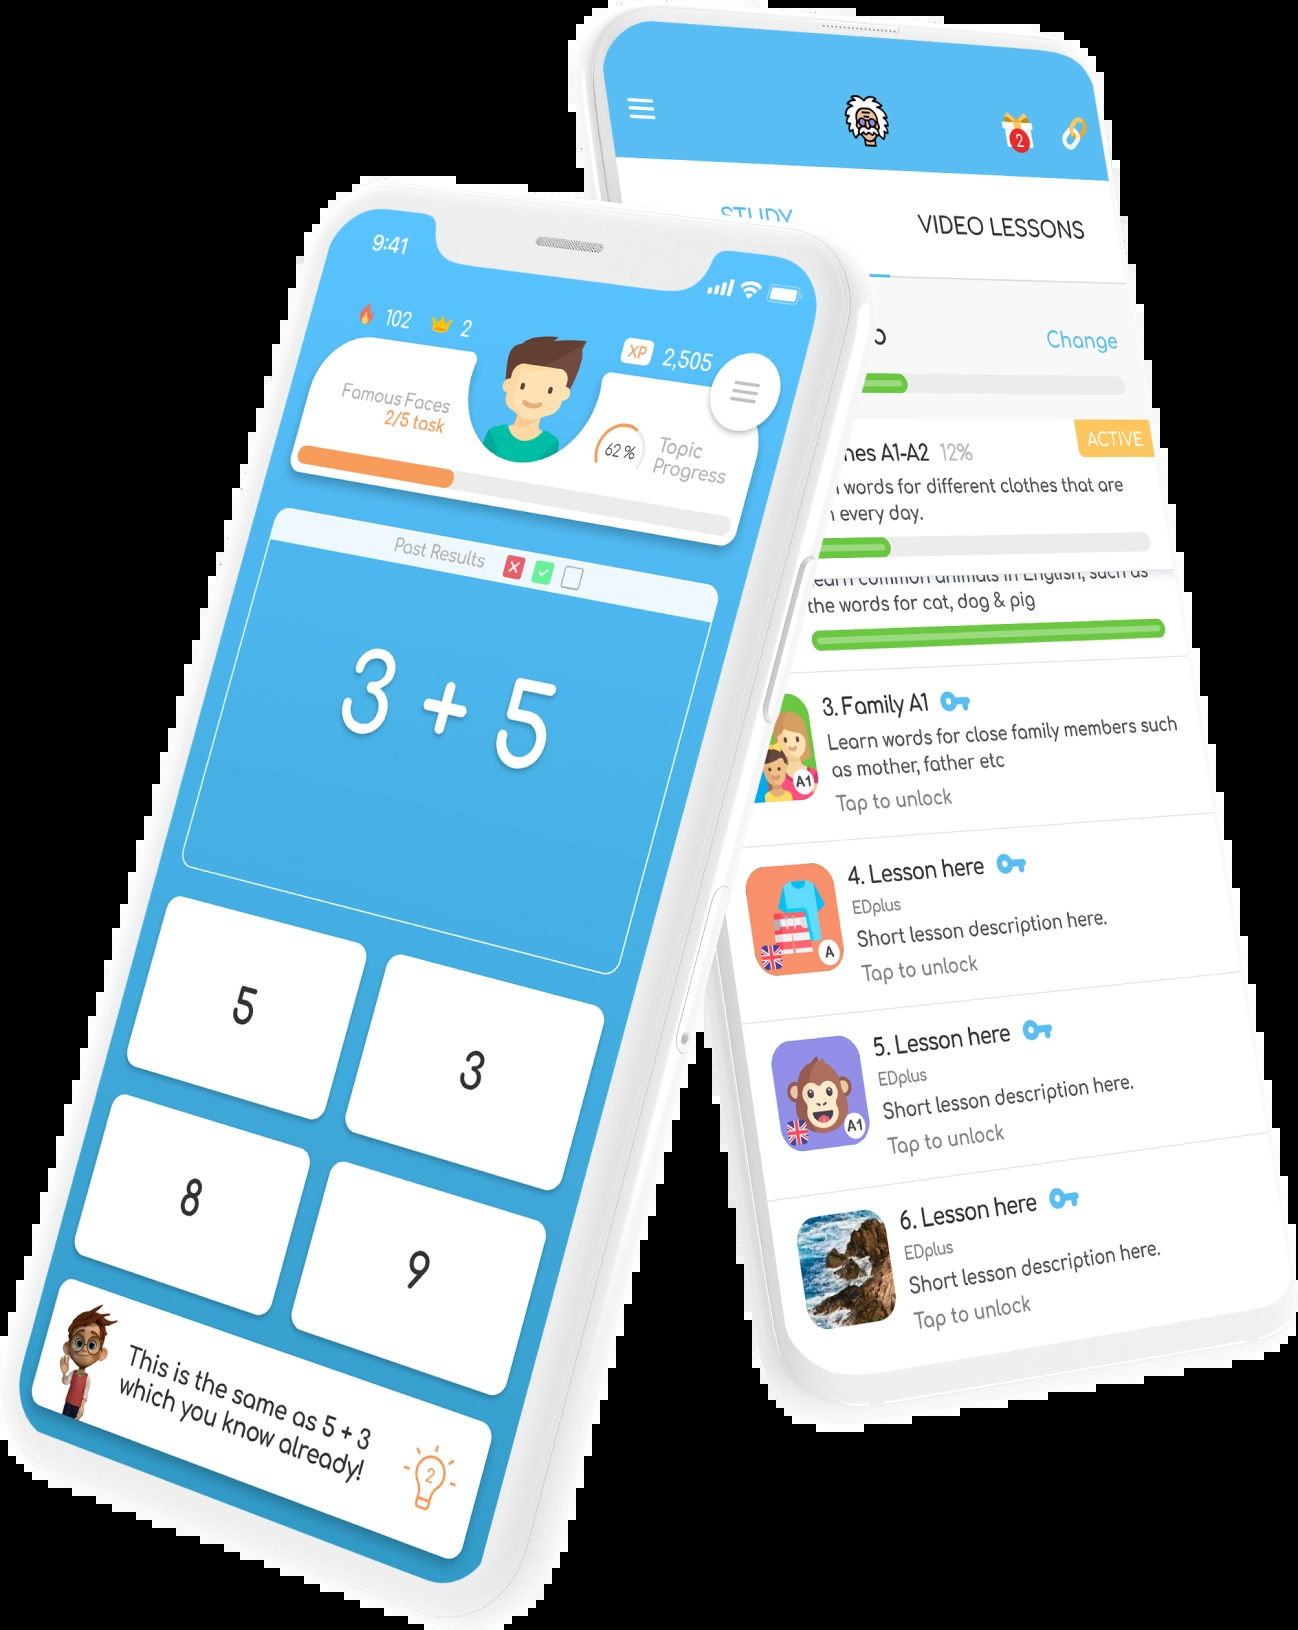 9:41
102
2
XP
2,505
Famous Faces
2/5 task
62 %
Topic
Progress
Past Results
3 + 5
5
3
8
9
This is the same as 5 + 3
which you know already!
2
2
STUDY
VIDEO LESSONS
Change
ACTIVE
A1-A2 12%
words for different clothes that are
every day.
common animals in English, such as
the words for cat, dog & pig
3. Family A1
Learn words for close family members such
as mother, father etc
Tap to unlock
A1
4. Lesson here
EDplus
Short lesson description here.
Tap to unlock
A
5. Lesson here
EDplus
Short lesson description here.
Tap to unlock
A1
6. Lesson here
EDplus
Short lesson description here.
Tap to unlock